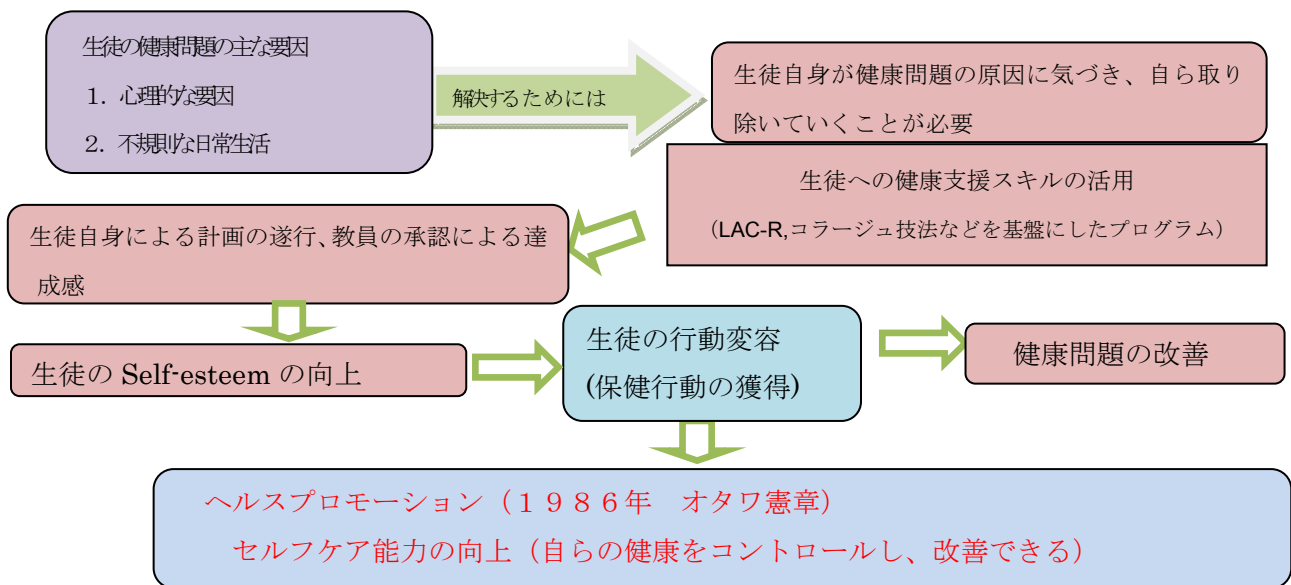 生徒の健康問題の主な要因
1. 心理的な要因
2. 不規則な日常生活
解決するためには
生徒自身が健康問題の原因に気づき、自ら取り
除いていくことが必要
生徒への健康支援スキルの活用
（LAC-R,コラージュ技法などを基盤にしたプログラム）
生徒自身による計画の遂行、教員の承認による達
成感
生徒の Self-esteem の向上
生徒の行動変容
(保健行動の獲得)
健康問題の改善
ヘルスプロモーション（１９８６年　オタワ憲章）
セルフケア能力の向上（自らの健康をコントロールし、改善できる）